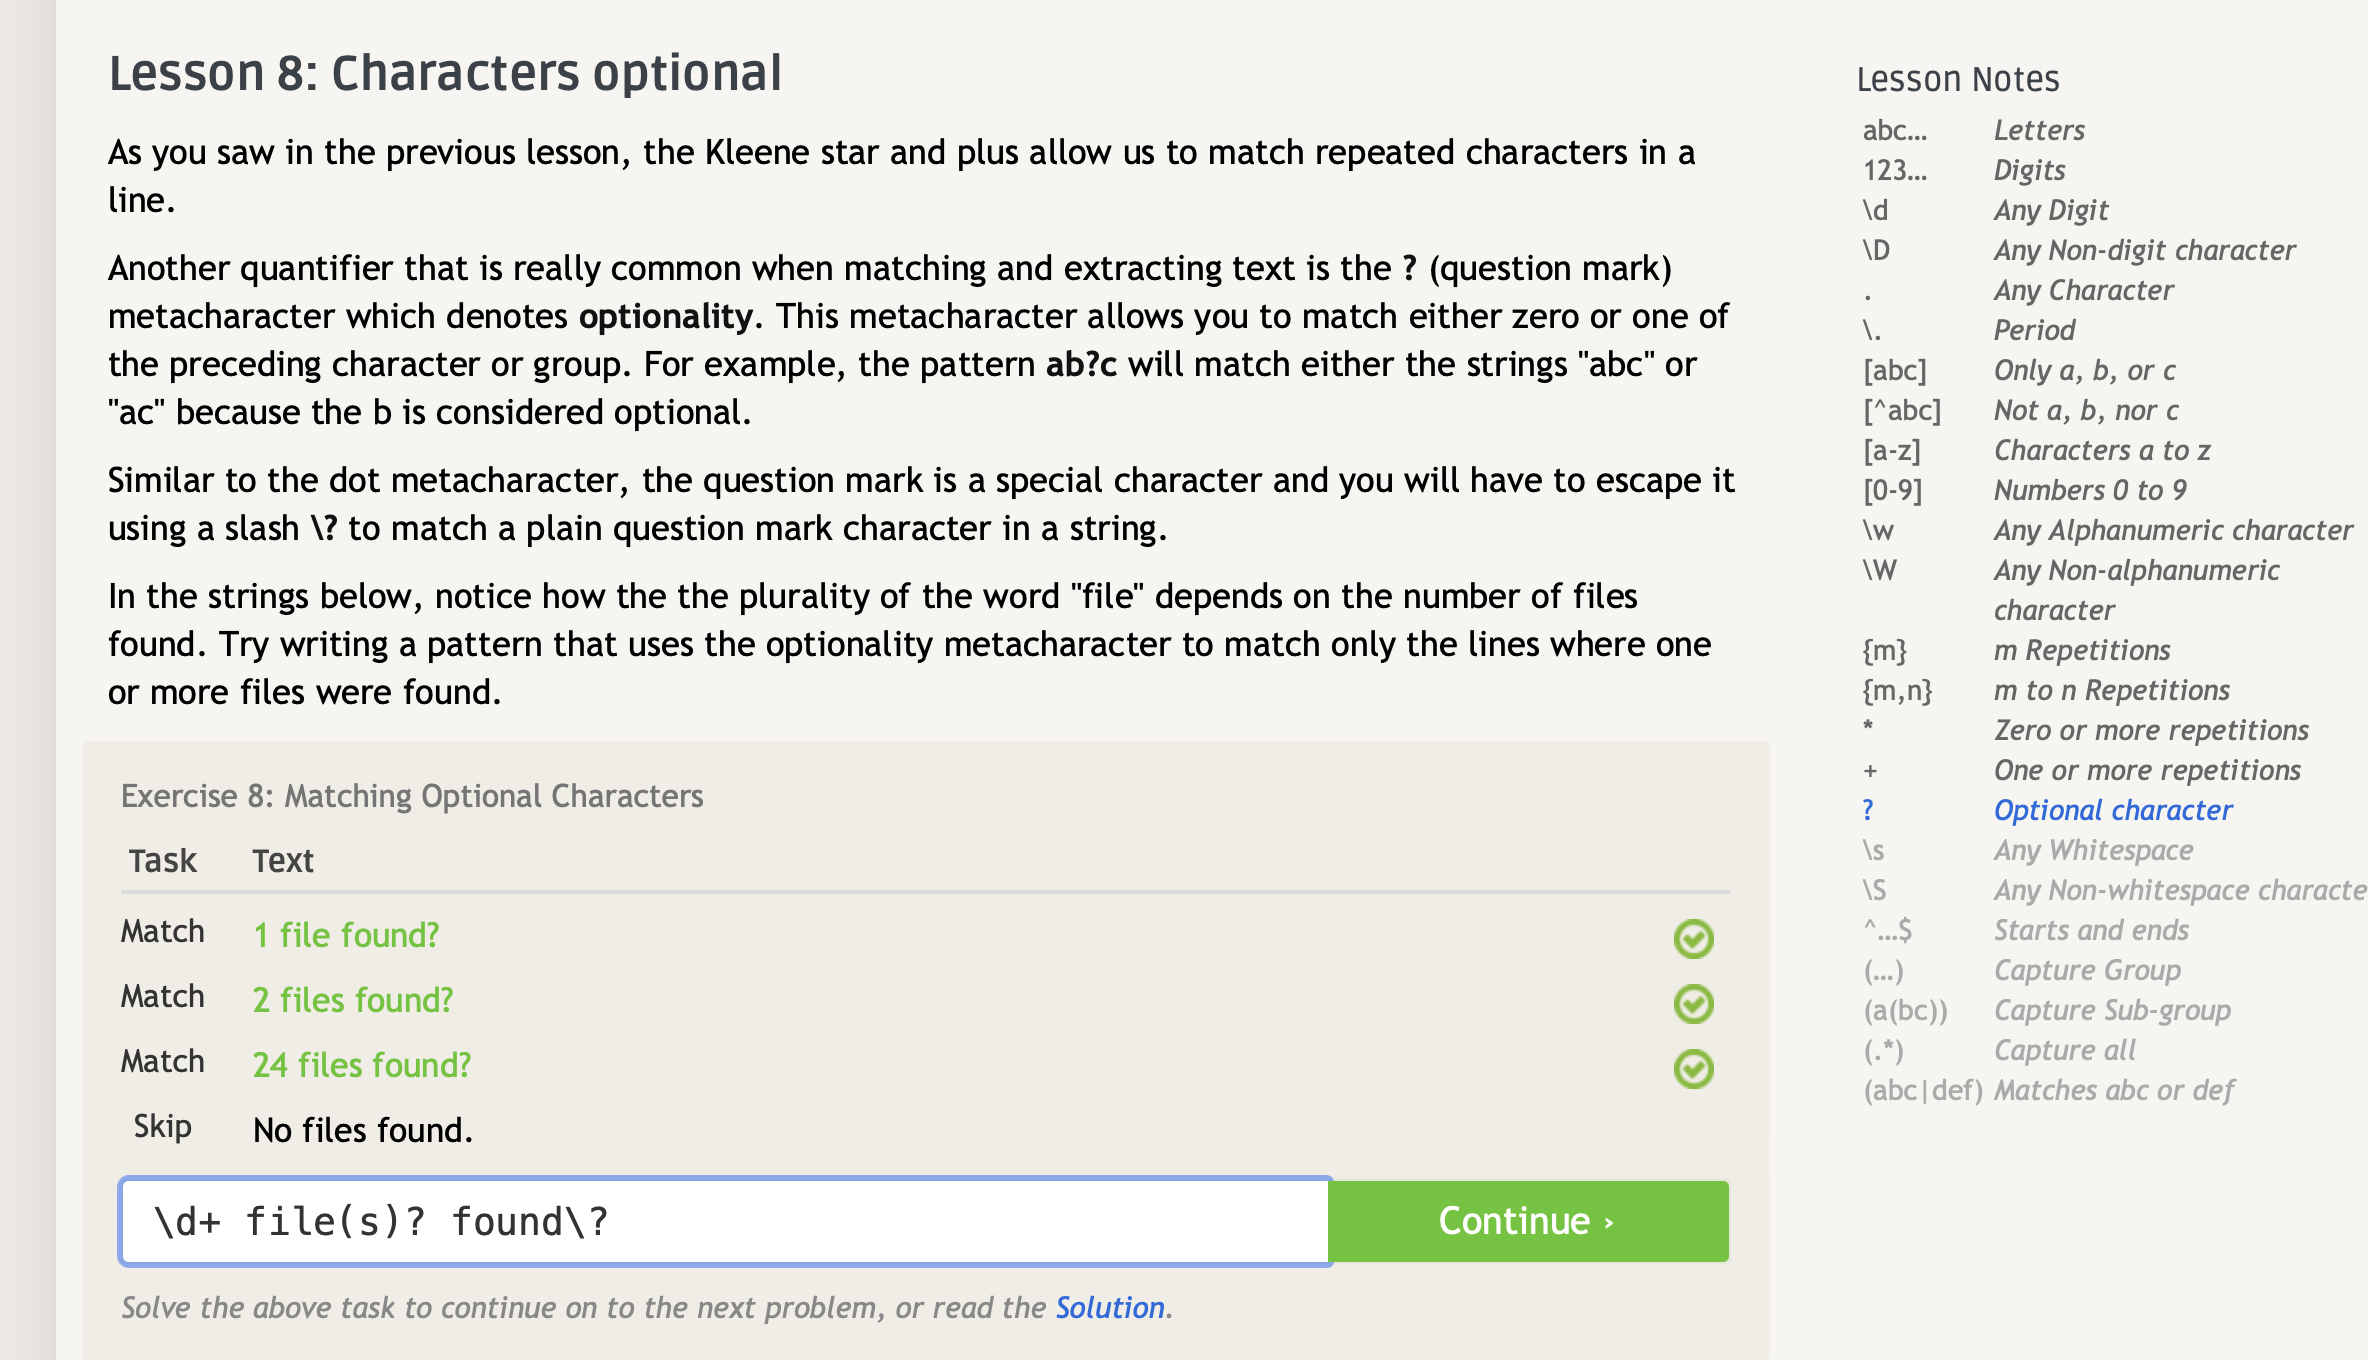 Lesson 8: Characters optional
As you saw in the previous lesson, the Kleene star and plus allow us to match repeated characters in a
line.
Another quantifier that is really common when matching and extracting text is the ? (question mark)
metacharacter which denotes optionality. This metacharacter allows you to match either zero or one of
the preceding character or group. For example, the pattern ab?c will match either the strings "abc" or
"ac" because the b is considered optional.
Similar to the dot metacharacter, the question mark is a special character and you will have to escape it
using a slash \? to match a plain question mark character in a string.
In the strings below, notice how the the plurality of the word "file" depends on the number of files
found. Try writing a pattern that uses the optionality metacharacter to match only the lines where one
or more files were found.
Exercise 8: Matching Optional Characters
Task Text
Match 1 file found?
Match 2 files found?
Match 24 files found?
Skip No files found.
\d+ file(s)? found\?
Continue ›
Solve the above task to continue on to the next problem, or read the Solution.
Lesson Notes
abc… Letters
123… Digits
\d Any Digit
\D Any Non-digit character
. Any Character
\. Period
[abc] Only a, b, or c
[^abc] Not a, b, nor c
[a-z] Characters a to z
[0-9] Numbers 0 to 9
\w Any Alphanumeric character
\W Any Non-alphanumeric
character
{m} m Repetitions
{m,n} m to n Repetitions
* Zero or more repetitions
+ One or more repetitions
? Optional character
\s Any Whitespace
\S Any Non-whitespace characte
^…$ Starts and ends
(…) Capture Group
(a(bc)) Capture Sub-group
(.*) Capture all
(abc|def) Matches abc or def